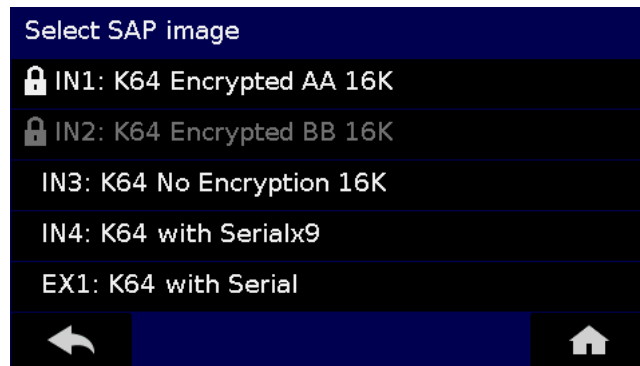 Select SAP image
IN1: K64 Encrypted AA 16K
IN2: K64 Encrypted BB 16K
IN3: K64 No Encryption 16K
IN4: K64 with Serialx9
EX1: K64 with Serial